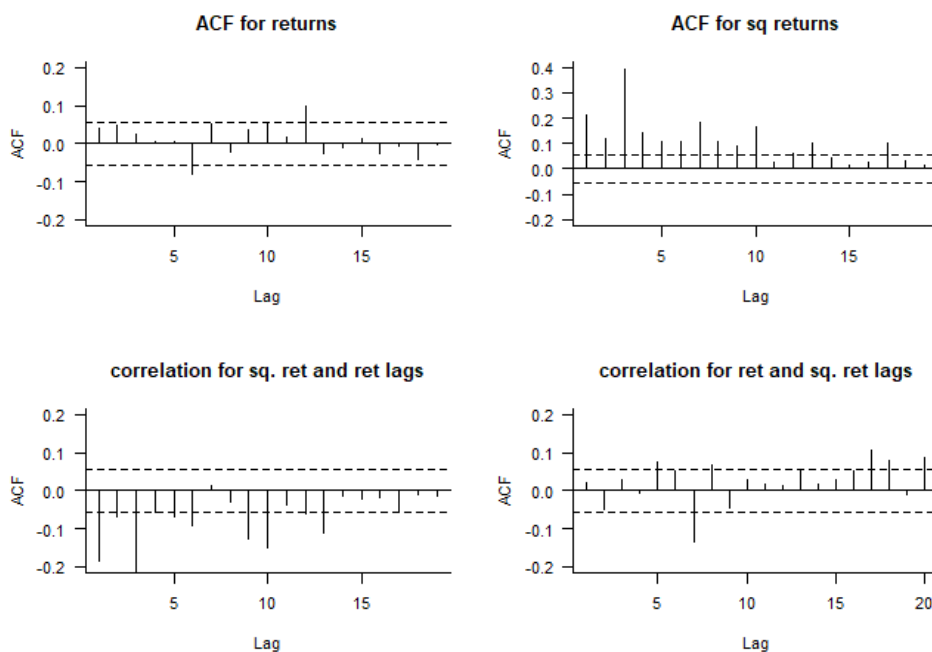 ACF for returns
ACF
0.2
0.1
0.0
-0.1
-0.2
5
10
15
Lag
ACF for sq returns
ACF
0.4
0.3
0.2
0.1
0.0
-0.1
-0.2
5
10
15
Lag
correlation for sq. ret and ret lags
ACF
0.2
0.1
0.0
-0.1
-0.2
5
10
15
Lag
correlation for ret and sq. ret lags
ACF
0.2
0.1
0.0
-0.1
-0.2
5
10
15
20
Lag